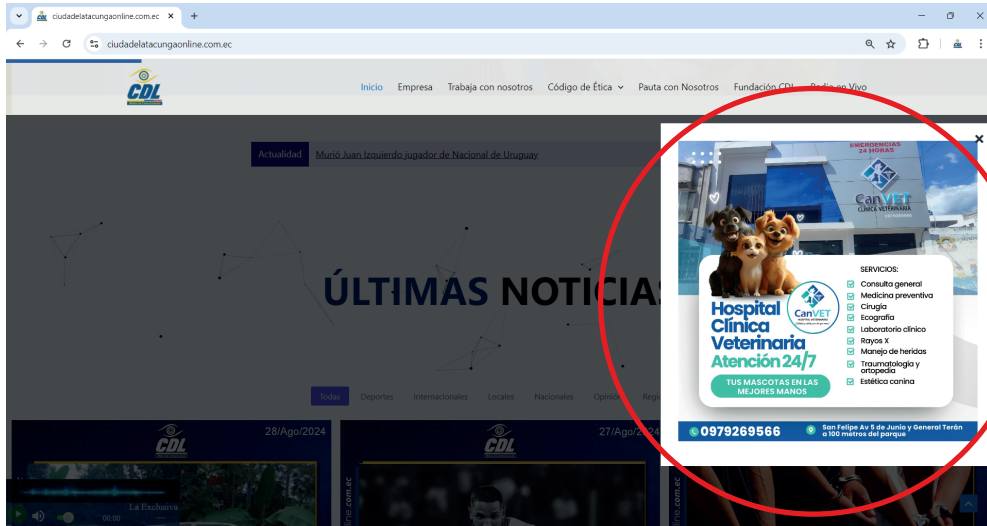 ciudadelatacungaonline.com.ec
ciudadelatacungaonline.com.ec
CDL
Inicio Empresa Trabaja con nosotros Código de Ética Pauta con Nosotros Fundación CDL Radio en Vivo
Actualidad Murió Juan Izquierdo jugador de Nacional de Uruguay
ÚLTIMAS NOTICIAS
Todas Deportes Internacionales Locales Nacionales Opinión
28/Ago/2024
CDL
27/Ago/2024
CDL
La Exclusiva
00:00
EMERGENCIAS
24 HORAS
CanVET
CLÍNICA VETERINARIA
Hospital
Clínica
Veterinaria
Atención 24/7
TUS MASCOTAS EN LAS
MEJORES MANOS
CanVET
SERVICIOS:
Consulta general
Medicina preventiva
Cirugía
Ecografía
Laboratorio clínico
Rayos X
Manejo de heridas
Traumatología y
ortopedia
Estética canina
0979269566
San Felipe Av 5 de Junio y General Terán
a 100 metros del parque